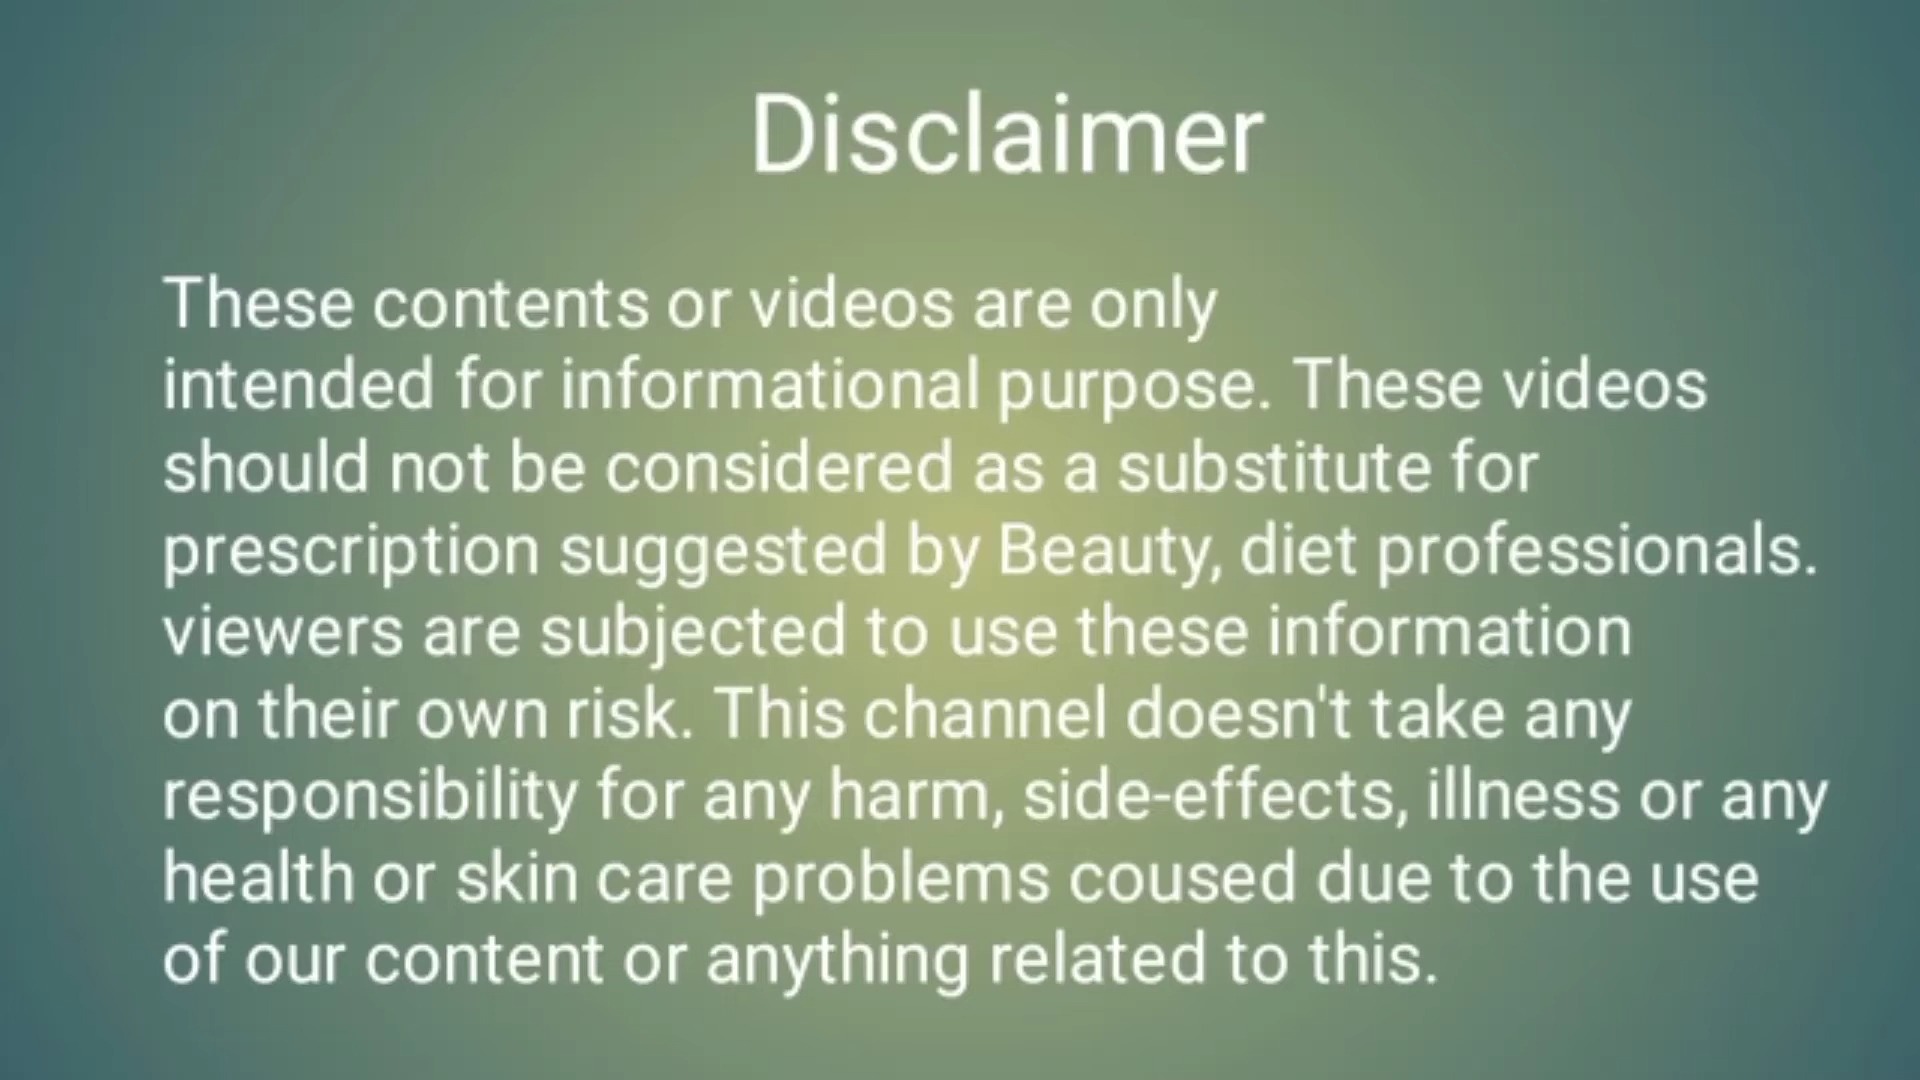 Disclaimer
These contents or videos are only
intended for informational purpose. These videos
should not be considered as a substitute for
prescription suggested by Beauty, diet professionals.
viewers are subjected to use these information
on their own risk. This channel doesn't take any
responsibility for any harm, side-effects, illness or any
health or skin care problems coused due to the use
of our content or anything related to this.